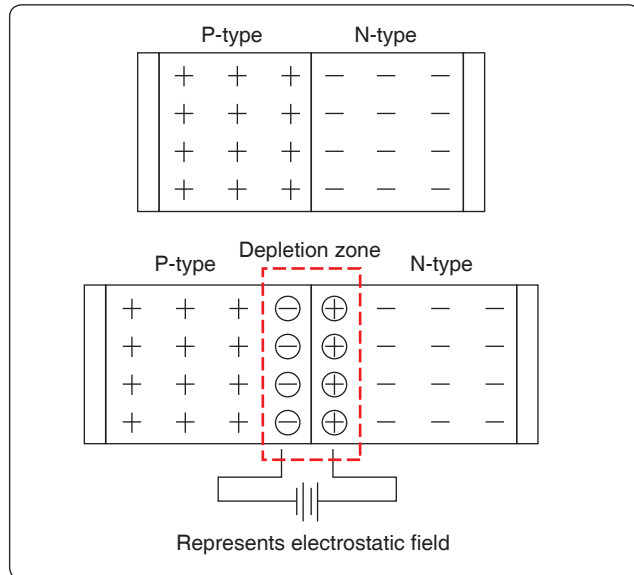 P-type N-type
Depletion zone
P-type N-type
Represents electrostatic field